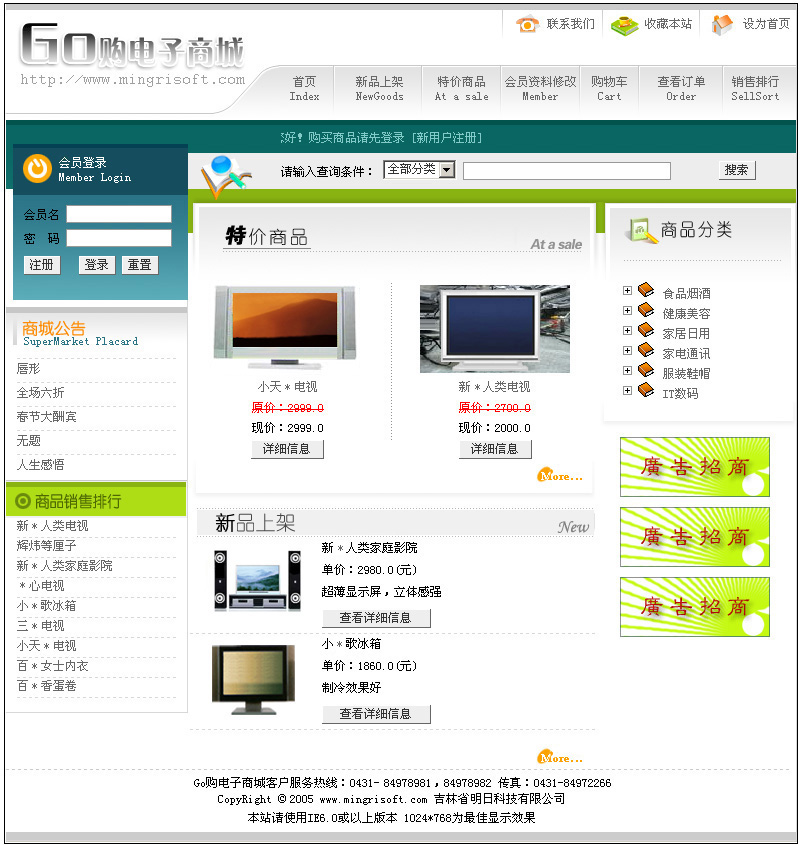 GO购电子商城
http://www.mingrisoft.com
联系我们 收藏本站 设为首页
首页 新品上架 特价商品 会员资料修改 购物车 查看订单 销售排行
Index NewGoods At a sale Member Cart Order SellSort
好! 购买商品请先登录 [新用户注册]
会员登录
Member Login
请输入查询条件： 全部分类 搜索
会员名
密 码
注册 登录 重置
商城公告
SuperMarket Placard
唇形
全场六折
春节大酬宾
无题
人生感悟
商品销售排行
新＊人类电视
辉炜等厘子
新＊人类家庭影院
＊心电视
小＊歌冰箱
三＊电视
小天＊电视
百＊女士内衣
百＊香蛋卷
特价商品
At a sale
小天＊电视
原价：2999.0
现价：2999.0
详细信息
新＊人类电视
原价：2700.0
现价：2000.0
详细信息
More...
新品上架
New
新＊人类家庭影院
单价：2980.0(元)
超薄显示屏，立体感强
查看详细信息
小＊歌冰箱
单价：1860.0(元)
制冷效果好
查看详细信息
More...
商品分类
食品烟酒
健康美容
家居日用
家电通讯
服装鞋帽
IT数码
廣告招商
廣告招商
廣告招商
Go购电子商城客户服务热线：0431- 84978981，84978982 传真：0431-84972266
CopyRight © 2005 www.mingrisoft.com 吉林省明日科技有限公司
本站请使用IE6.0或以上版本 1024*768为最佳显示效果